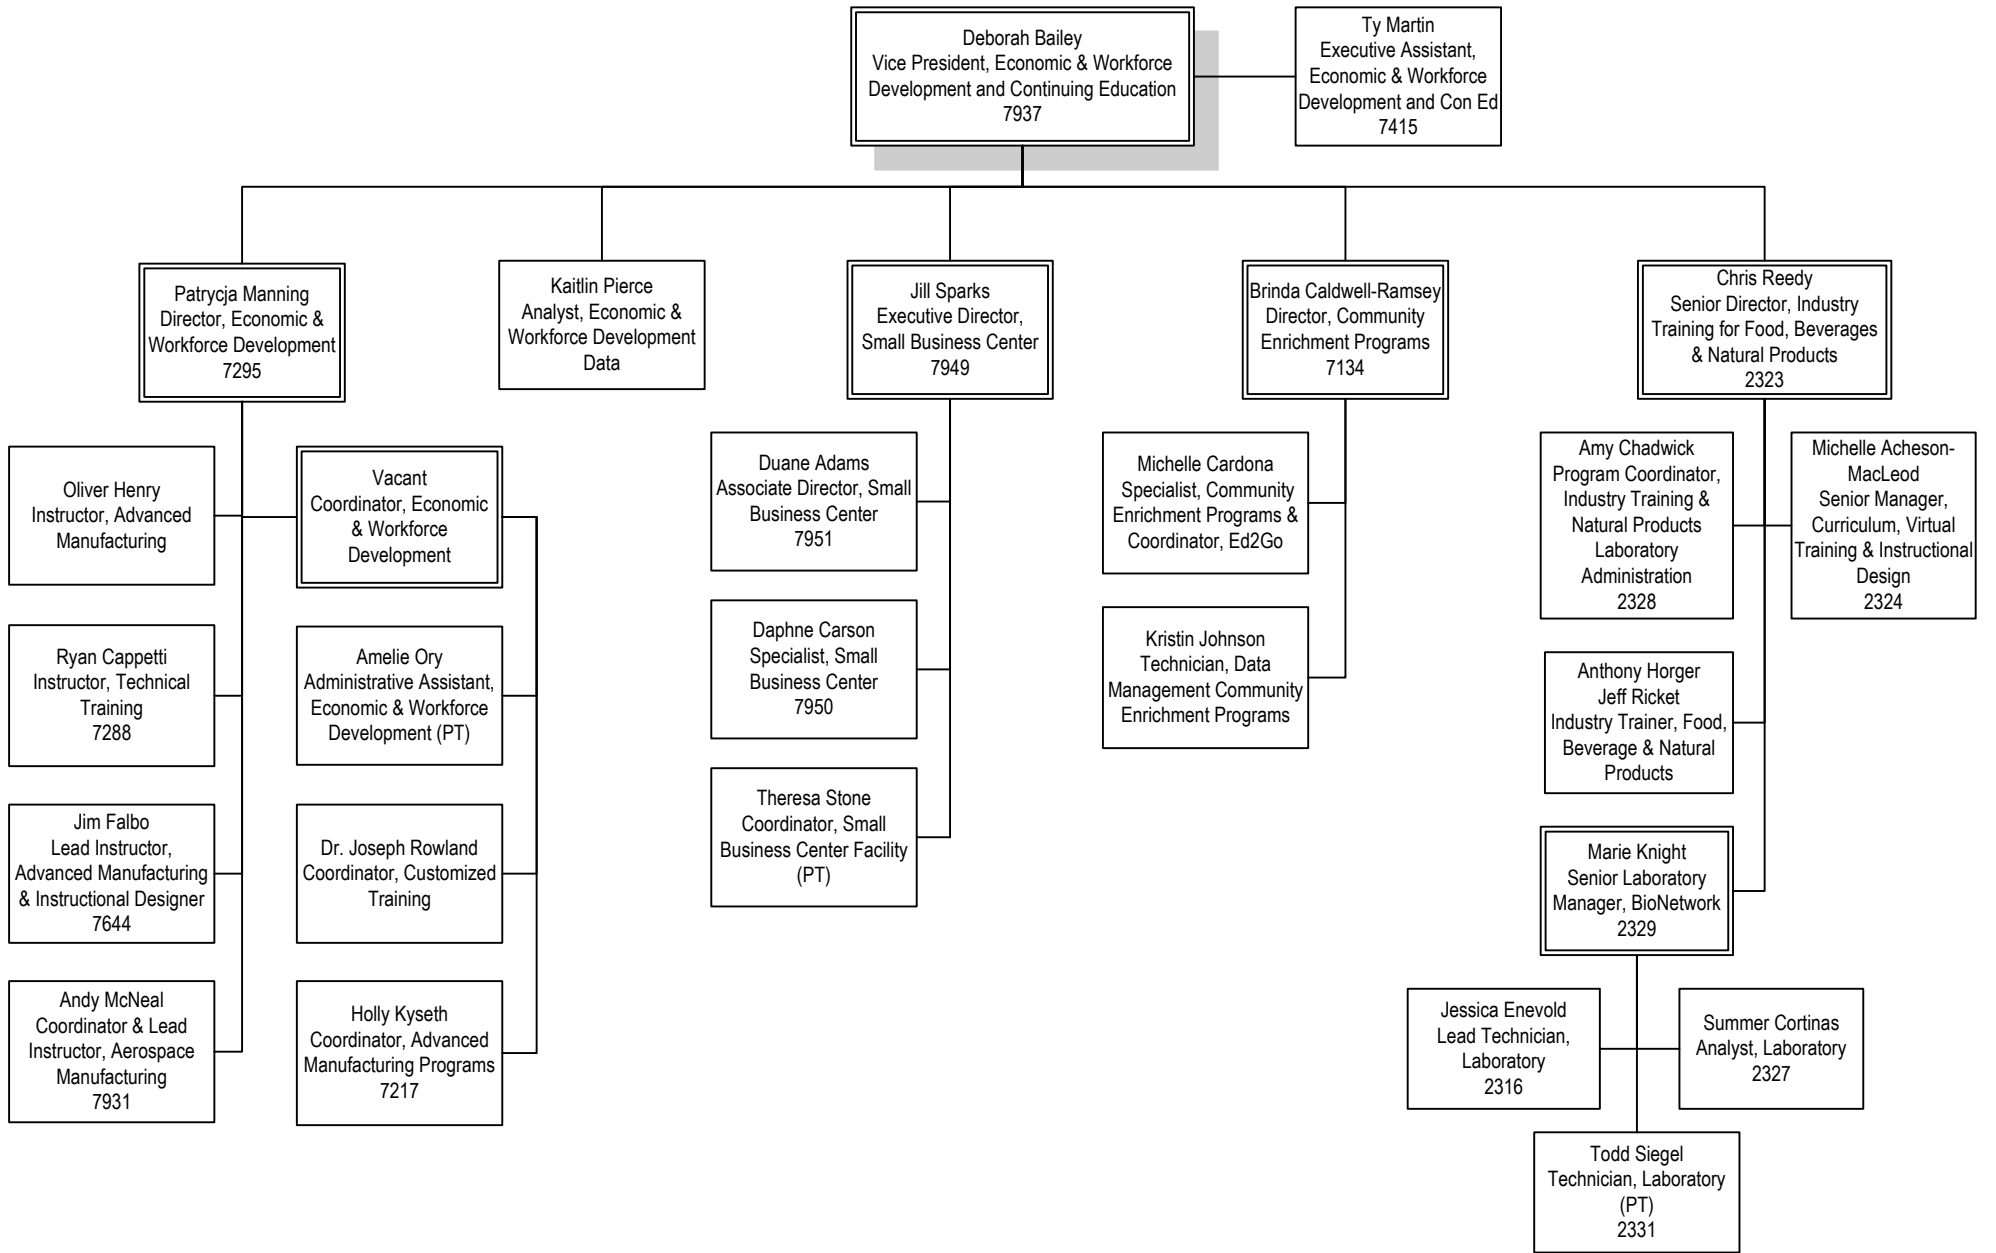 Deborah Bailey
Vice President, Economic & Workforce
Development and Continuing Education
7937
Ty Martin
Executive Assistant,
Economic & Workforce
Development and Con Ed
7415
Patrycja Manning
Director, Economic &
Workforce Development
7295
Kaitlin Pierce
Analyst, Economic &
Workforce Development
Data
Jill Sparks
Executive Director,
Small Business Center
7949
Brinda Caldwell-Ramsey
Director, Community
Enrichment Programs
7134
Chris Reedy
Senior Director, Industry
Training for Food, Beverages
& Natural Products
2323
Oliver Henry
Instructor, Advanced
Manufacturing
Vacant
Coordinator, Economic
& Workforce
Development
Ryan Cappetti
Instructor, Technical
Training
7288
Amelie Ory
Administrative Assistant,
Economic & Workforce
Development (PT)
Jim Falbo
Lead Instructor,
Advanced Manufacturing
& Instructional Designer
7644
Dr. Joseph Rowland
Coordinator, Customized
Training
Andy McNeal
Coordinator & Lead
Instructor, Aerospace
Manufacturing
7931
Holly Kyseth
Coordinator, Advanced
Manufacturing Programs
7217
Duane Adams
Associate Director, Small
Business Center
7951
Daphne Carson
Specialist, Small
Business Center
7950
Theresa Stone
Coordinator, Small
Business Center Facility
(PT)
Michelle Cardona
Specialist, Community
Enrichment Programs &
Coordinator, Ed2Go
Kristin Johnson
Technician, Data
Management Community
Enrichment Programs
Amy Chadwick
Program Coordinator,
Industry Training &
Natural Products
Laboratory
Administration
2328
Michelle Acheson-
MacLeod
Senior Manager,
Curriculum, Virtual
Training & Instructional
Design
2324
Anthony Horger
Jeff Ricket
Industry Trainer, Food,
Beverage & Natural
Products
Marie Knight
Senior Laboratory
Manager, BioNetwork
2329
Jessica Enevold
Lead Technician,
Laboratory
2316
Summer Cortinas
Analyst, Laboratory
2327
Todd Siegel
Technician, Laboratory
(PT)
2331